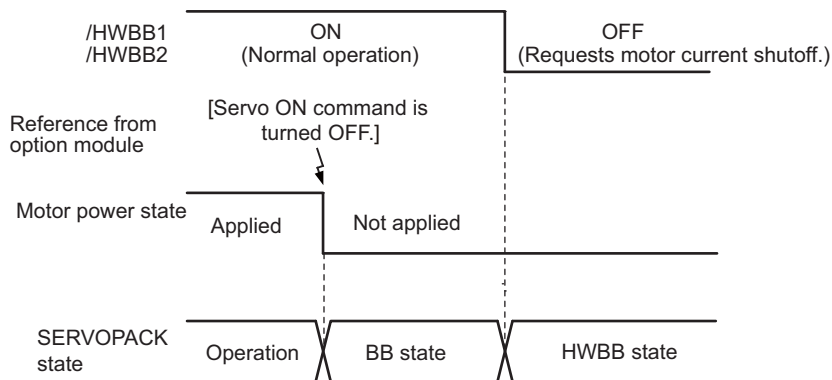 /HWBB1
/HWBB2
ON
(Normal operation)
OFF
(Requests motor current shutoff.)
Reference from
option module
[Servo ON command is
turned OFF.]
Motor power state
Applied
Not applied
SERVOPACK
state
Operation
BB state
HWBB state